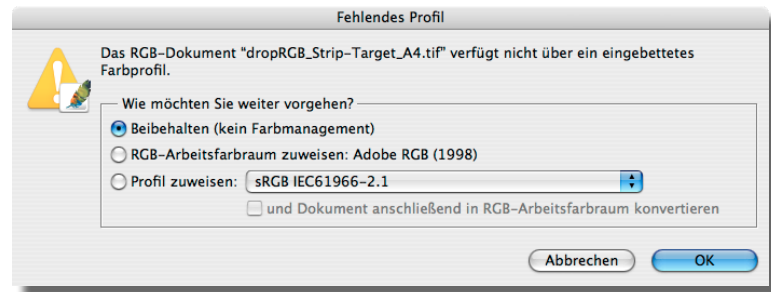 Fehlendes Profil
Das RGB-Dokument "dropRGB_Strip-Target_A4.tif" verfügt nicht über ein eingebettetes
Farbprofil.
Wie möchten Sie weiter vorgehen?
Beibehalten (kein Farbmanagement)
RGB-Arbeitsfarbraum zuweisen: Adobe RGB (1998)
Profil zuweisen: sRGB IEC61966-2.1
und Dokument anschließend in RGB-Arbeitsfarbraum konvertieren
Abbrechen OK